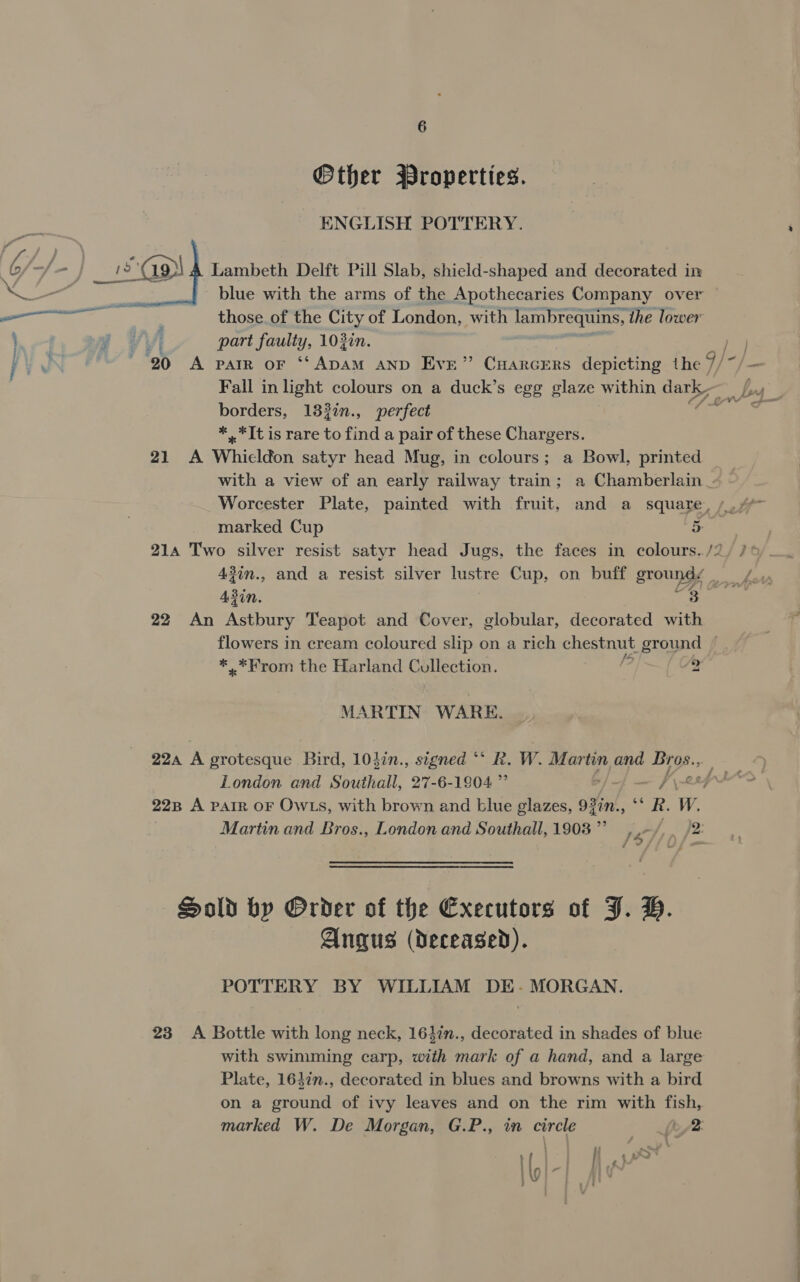 6
Other Properties.
ENGLISH POTTERY.
6/-/- 15 19 A Lambeth Delft Pill Slab, shield-shaped and decorated in
blue with the arms of the Apothecaries Company over
those of the City of London, with lambrequins, the lower
part faulty, 10¾in.
20 A PAIR OF “ADAM AND EVE” CHARGERS depicting the 9/-/-
Fall in light colours on a duck's egg glaze within dark
borders, 13¾in., perfect
*⁎*It is rare to find a pair of these Chargers.
21 A Whieldon satyr head Mug, in colours; a Bowl, printed
with a view of an early railway train; a Chamberlain
Worcester Plate, painted with fruit, and a square,
marked Cup 5
21A Two silver resist satyr head Jugs, the faces in colours,
4¾in., and a resist silver lustre Cup, on buff ground,
4¾in. 3
22 An Astbury Teapot and Cover, globular, decorated with
flowers in cream coloured slip on a rich chestnut ground
*⁎*From the Harland Collection. 2
MARTIN WARE.
22A A grotesque Bird, 10½in., signed “R. W. Martin and Bros.,
London and Southall, 27-6-1904” 6/-/-
22B A PAIR OF OWLS, with brown and blue glazes, 9¾in., “R. W.
Martin and Bros., London and Southall, 1903” 2
Sold by Order of the Executors of J. H.
Angus (deceased).
POTTERY BY WILLIAM DE MORGAN.
23 A Bottle with long neck, 16½in., decorated in shades of blue
with swimming carp, with mark of a hand, and a large
Plate, 16½in., decorated in blues and browns with a bird
on a ground of ivy leaves and on the rim with fish,
marked W. De Morgan, G.P., in circle 2